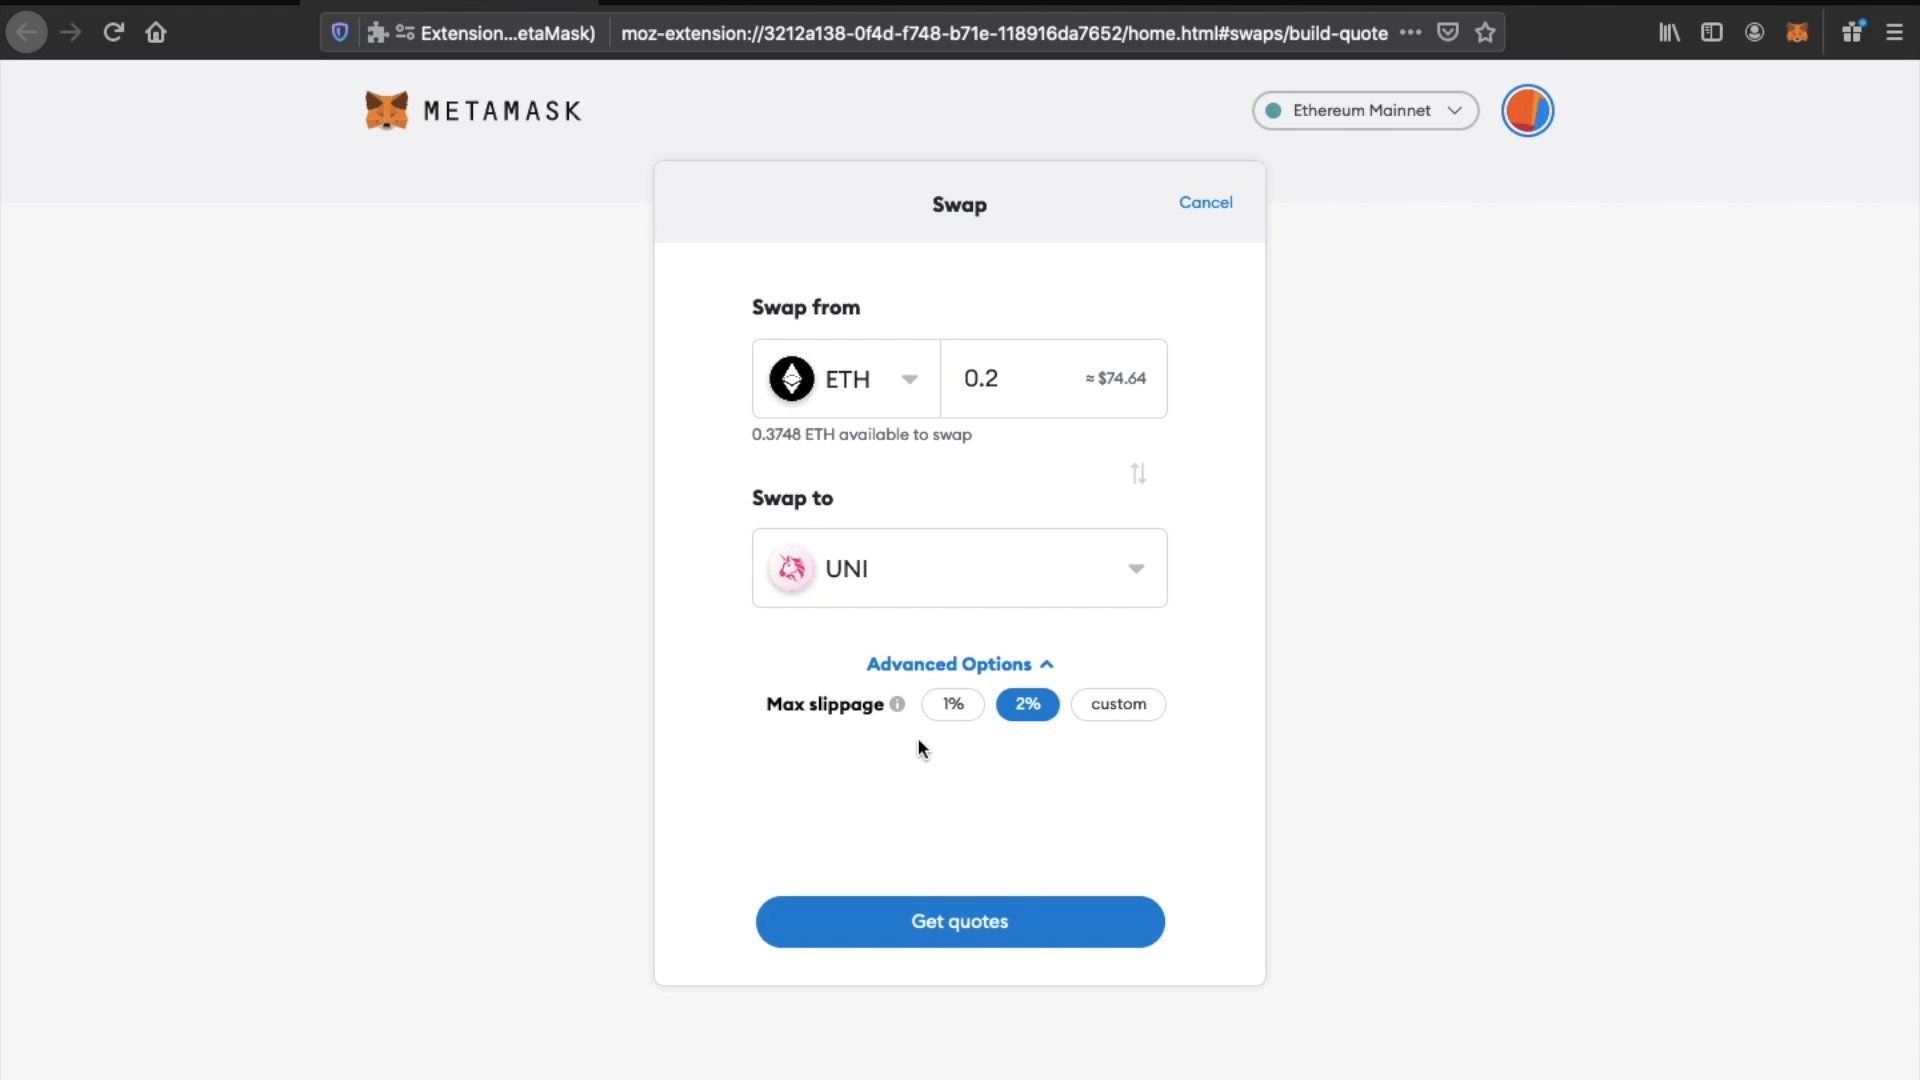 Extension...etaMask) moz-extension://3212a138-0f4d-f748-b71e-118916da7652/home.html#swaps/build-quote
METAMASK
Ethereum Mainnet
Swap
Cancel
Swap from
ETH 0.2 ≈ $74.64
0.3748 ETH available to swap
Swap to
UNI
Advanced Options
Max slippage 1% 2% custom
Get quotes